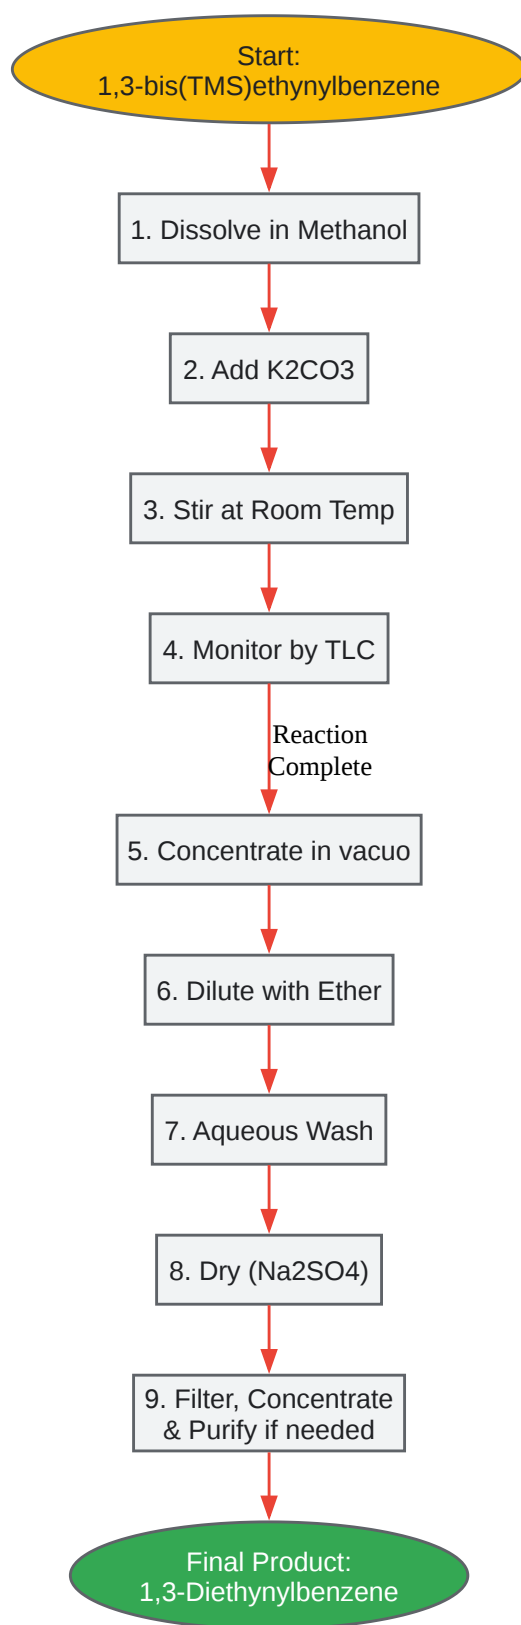 Start:
1,3-bis(TMS)ethynylbenzene
1. Dissolve in Methanol
2. Add K2CO3
3. Stir at Room Temp
4. Monitor by TLC
Reaction
Complete
5. Concentrate in vacuo
6. Dilute with Ether
7. Aqueous Wash
8. Dry (Na2SO4)
9. Filter, Concentrate
& Purify if needed
Final Product:
1,3-Diethynylbenzene